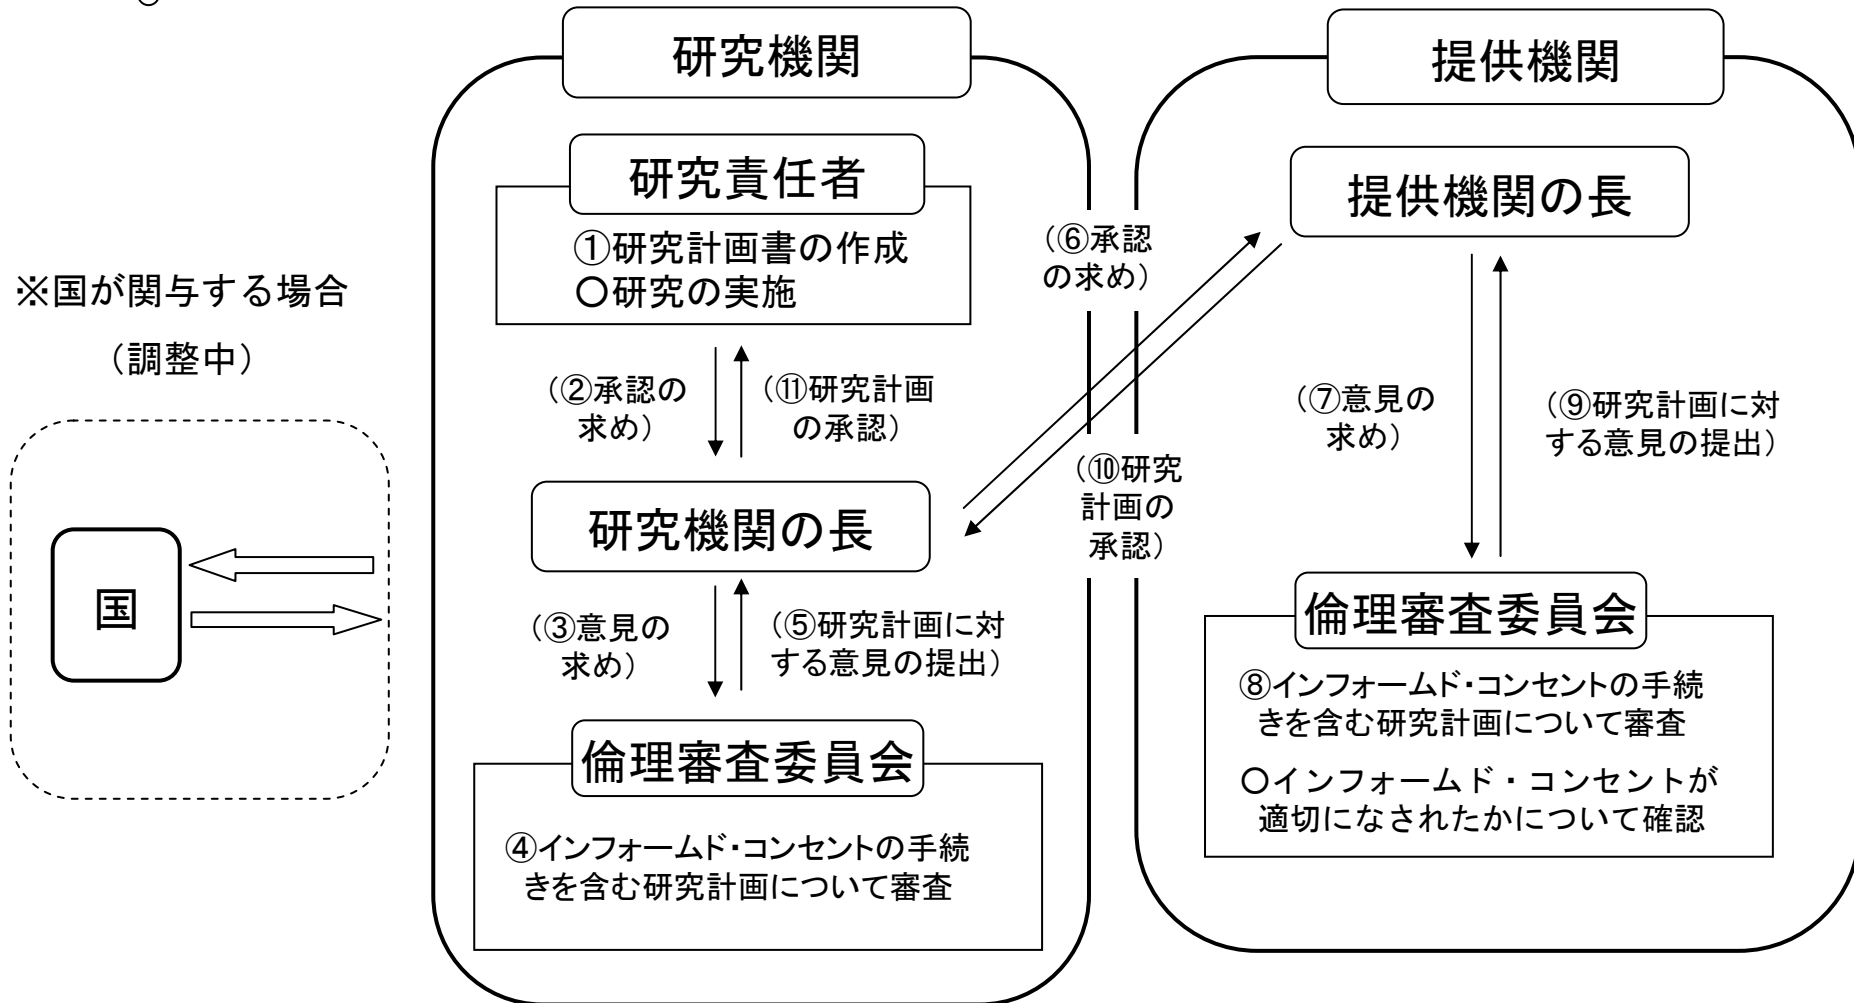 研究機関
研究責任者
①研究計画書の作成
○研究の実施
(②承認の
求め)
(⑪研究計画
の承認)
研究機関の長
(③意見の
求め)
(⑤研究計画に対
する意見の提出)
倫理審査委員会
④インフォームド・コンセントの手続
きを含む研究計画について審査
(⑥承認
の求め)
(⑩研究
計画の
承認)
提供機関
提供機関の長
(⑦意見の
求め)
(⑨研究計画に対
する意見の提出)
倫理審査委員会
⑧インフォームド・コンセントの手続
きを含む研究計画について審査
○インフォームド・コンセントが
適切になされたかについて確認
※国が関与する場合
(調整中)
国